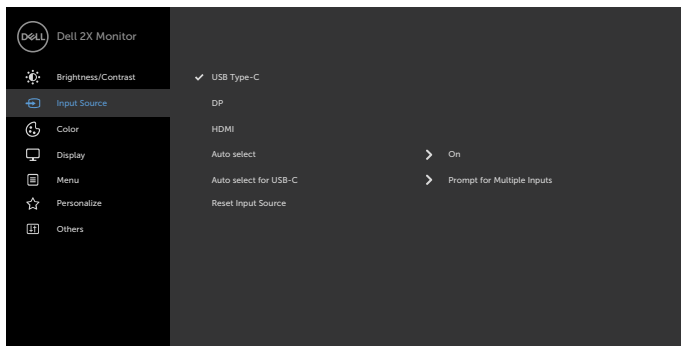 DELL Dell 2X Monitor
Brightness/Contrast
Input Source
Color
Display
Menu
Personalize
Others
USB Type-C
DP
HDMI
Auto select On
Auto select for USB-C Prompt for Multiple Inputs
Reset Input Source